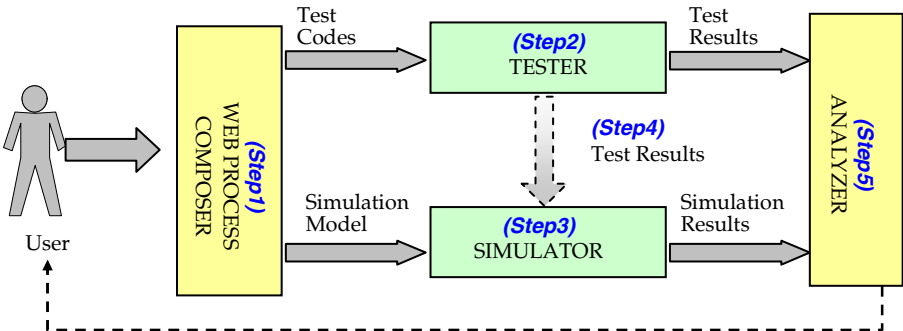 User
WEB PROCESS
COMPOSER
(Step1)
Test
Codes
(Step2)
TESTER
Test
Results
(Step4)
Test Results
Simulation
Model
(Step3)
SIMULATOR
Simulation
Results
(Step5)
ANALYZER